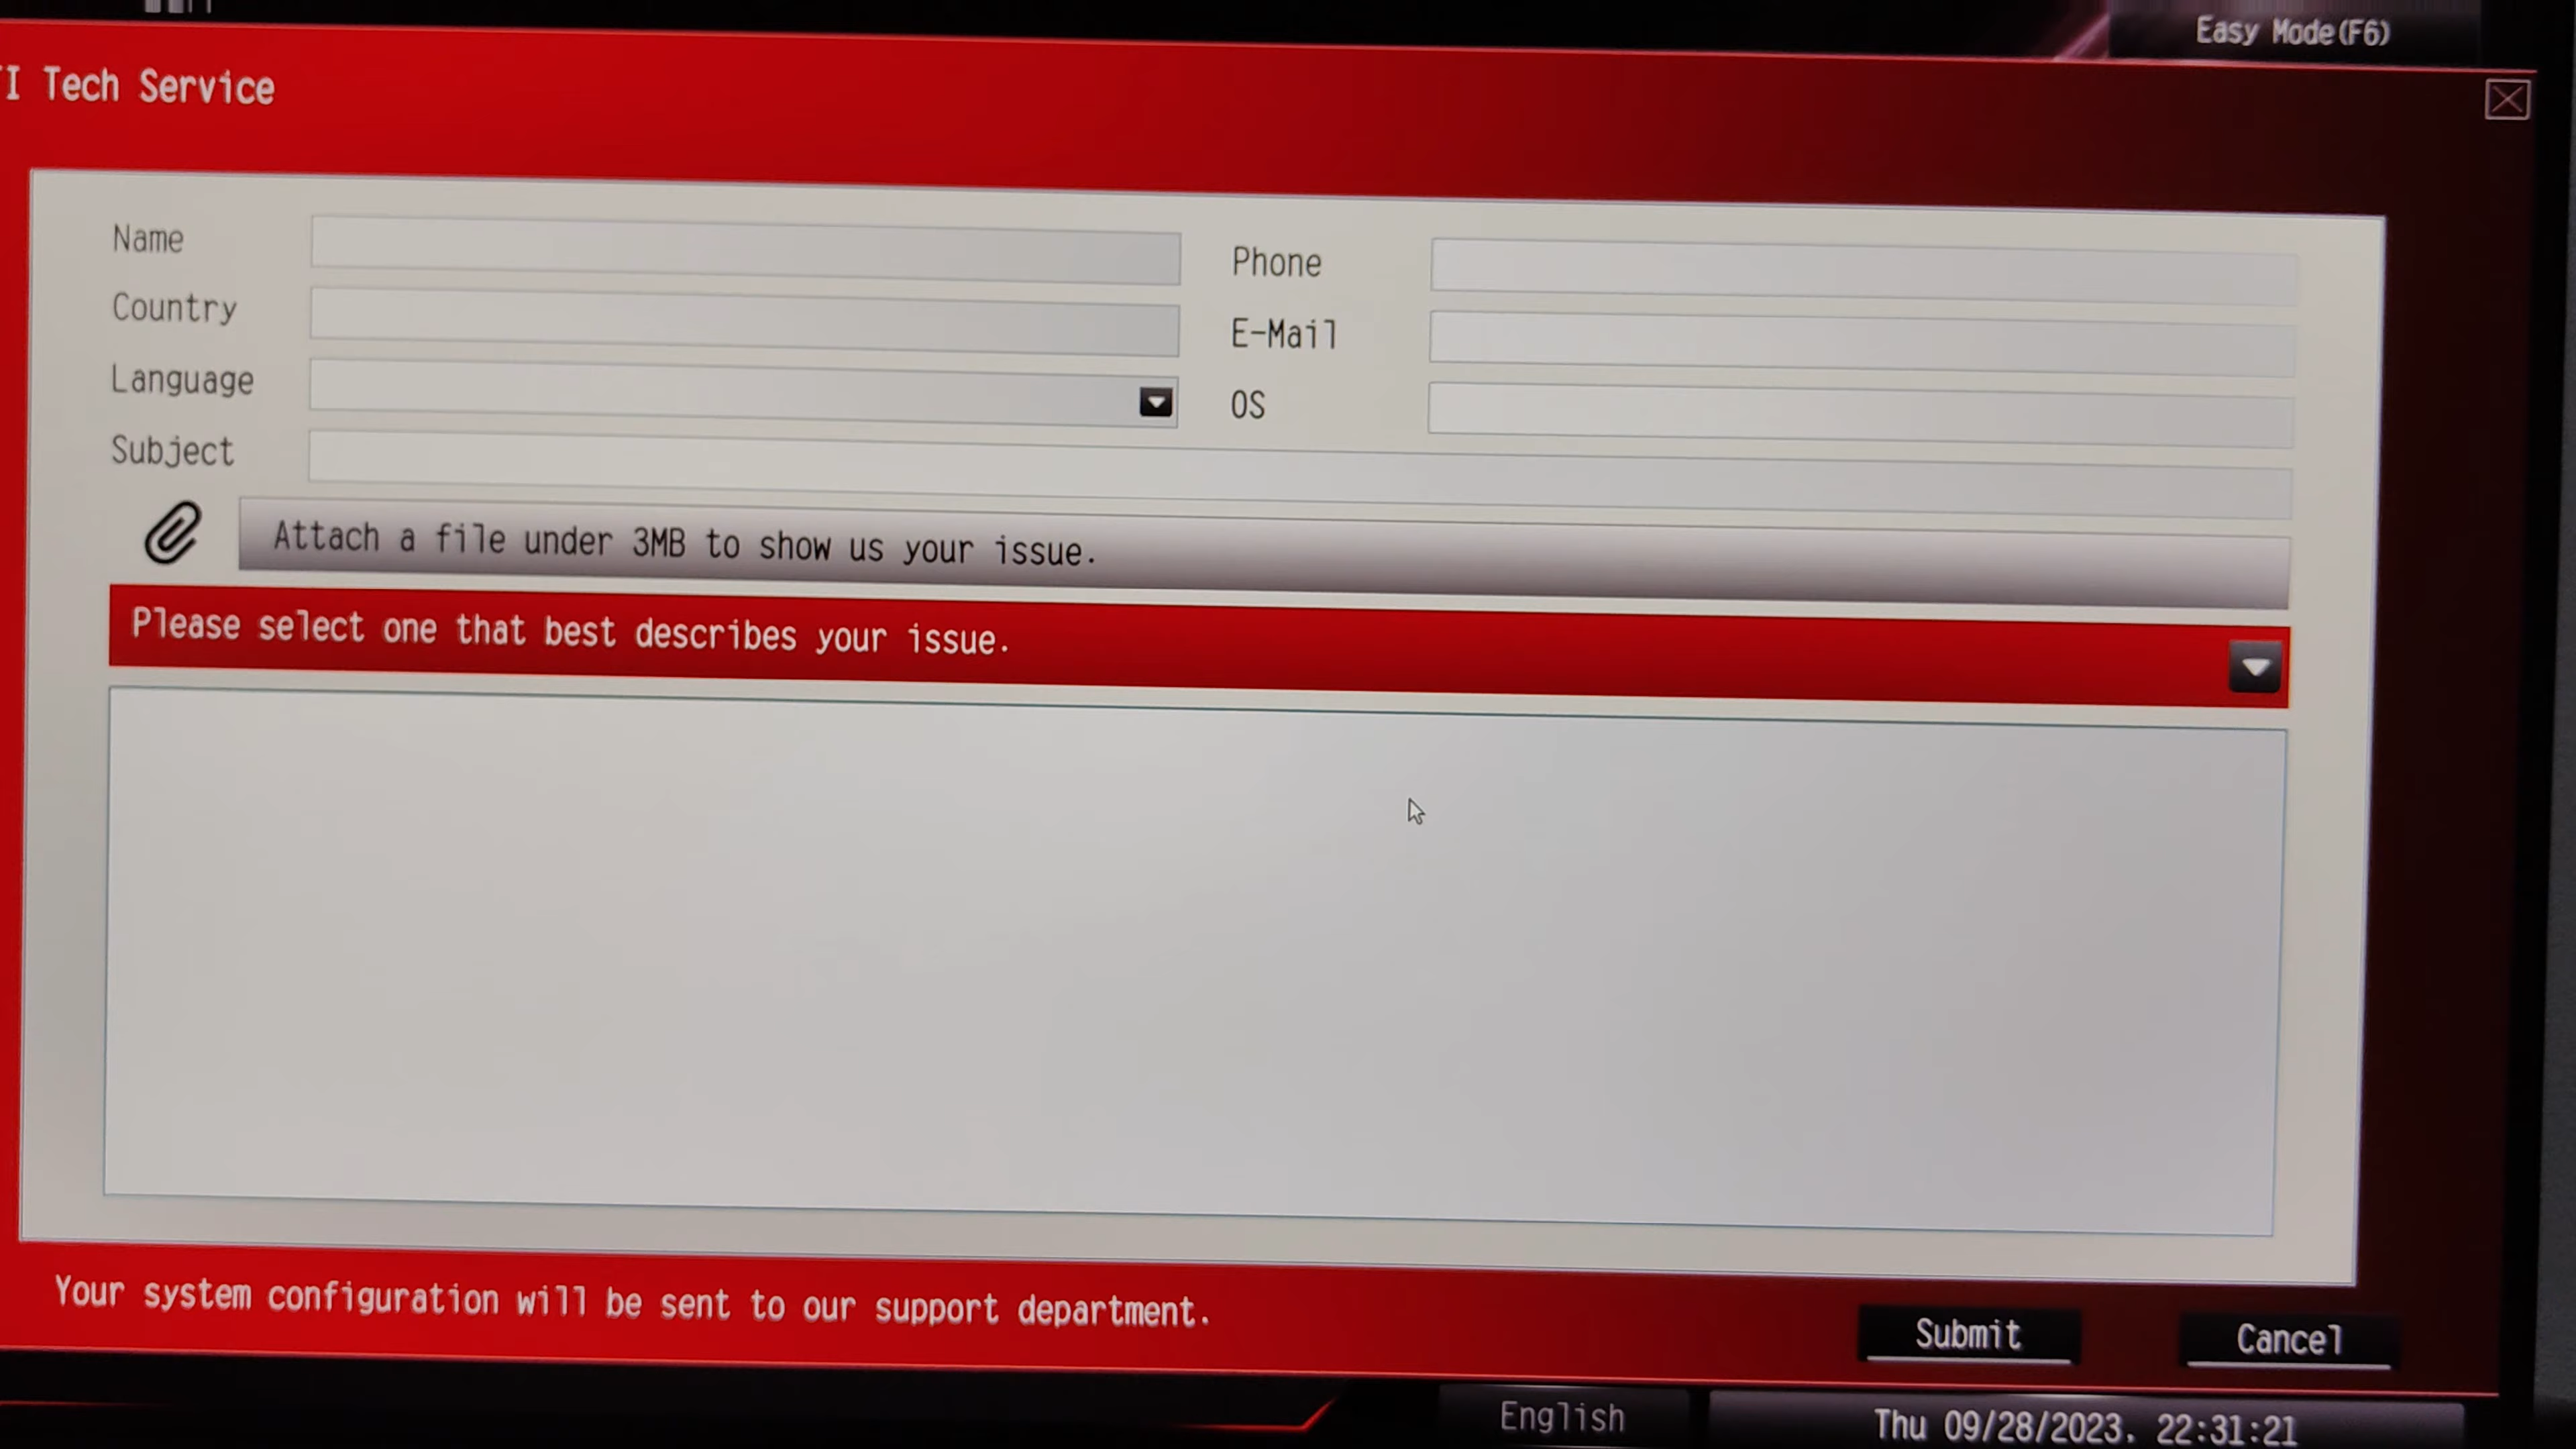 Easy Mode(F6)
Tech Service
Name
Phone
Country
E-Mail
Language
OS
Subject
Attach a file under 3MB to show us your issue.
Please select one that best describes your issue.
Your system configuration will be sent to our support department.
Submit
Cancel
English
Thu 09/28/2023. 22:31:21